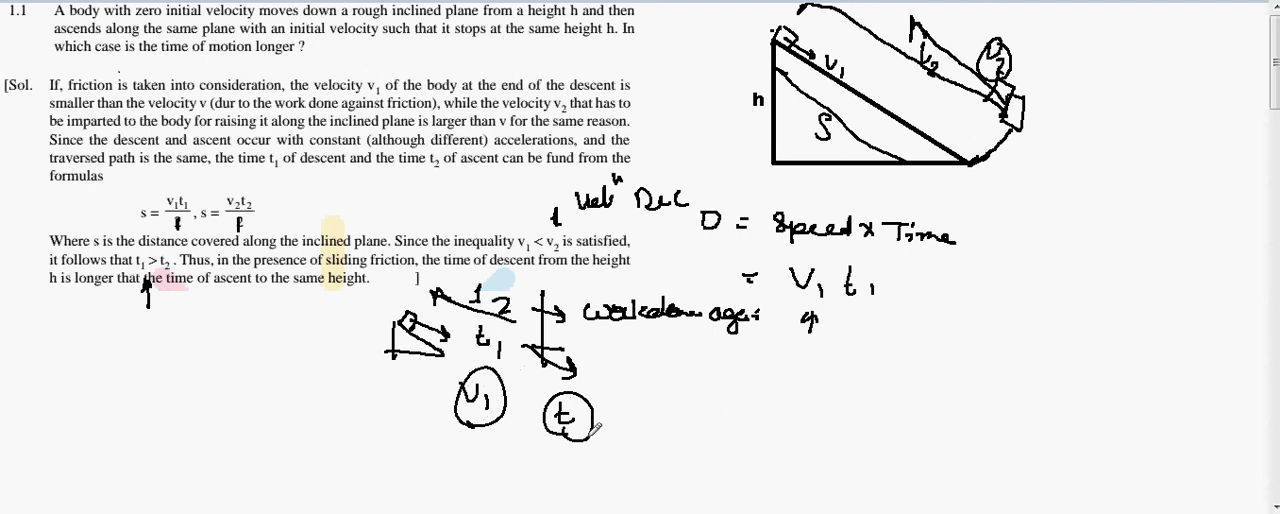 1.1 A body with zero initial velocity moves down a rough inclined plane from a height h and then
ascends along the same plane with an initial velocity such that it stops at the same height h. In
which case is the time of motion longer ?
[Sol. If, friction is taken into consideration, the velocity v1 of the body at the end of the descent is
smaller than the velocity v (dur to the work done against friction), while the velocity v2 that has to
be imparted to the body for raising it along the inclined plane is larger than v for the same reason.
Since the descent and ascent occur with constant (although different) accelerations, and the
traversed path is the same, the time t1 of descent and the time t2 of ascent can be fund from the
formulas
s = v1t1 , s = v2t2
Where s is the distance covered along the inclined plane. Since the inequality v1 < v2 is satisfied,
it follows that t1 > t2. Thus, in the presence of sliding friction, the time of descent from the height
h is longer that the time of ascent to the same height. ]
h
v1
S
t2
D = Speed x Time
= V1 t1
1 2
t1
v1
t